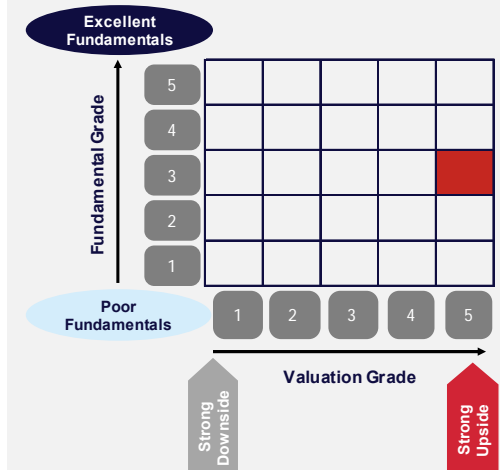 Excellent
Fundamentals
Fundamental Grade
5
4
3
2
1
Poor
Fundamentals
1
2
3
4
5
Valuation Grade
Strong
Downside
Strong
Upside